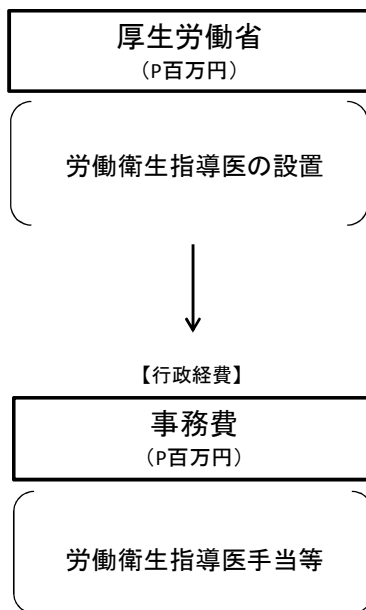 厚生労働省
（P百万円）
労働衛生指導医の設置
【行政経費】
事務費
（P百万円）
労働衛生指導医手当等